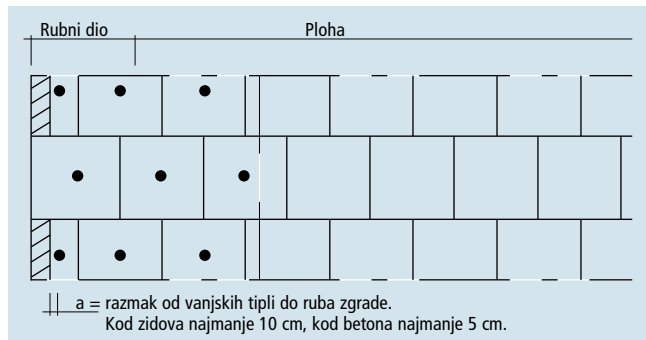 Rubni dio
Ploha
a = razmak od vanjskih tipli do ruba zgrade.
Kod zidova najmanje 10 cm, kod betona najmanje 5 cm.